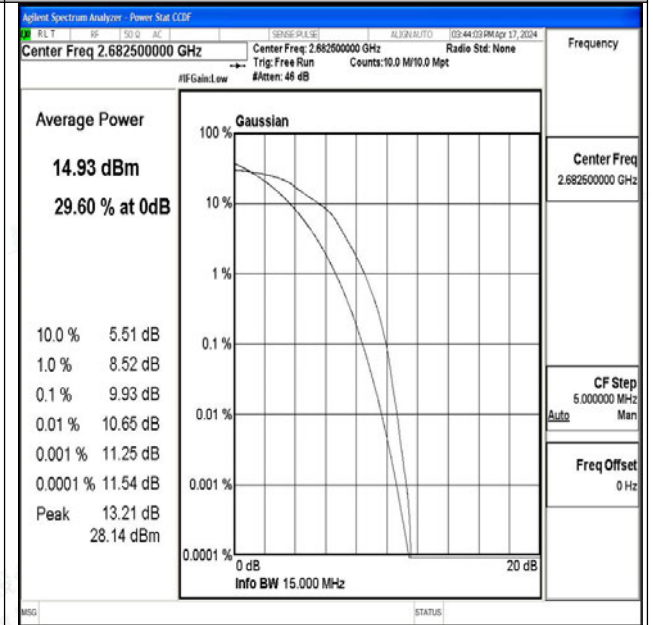 Agilent Spectrum Analyzer - Power Stat CCDF
RLT RF 50 Ω AC SENSE:PULSE ALIGN AUTO 03:44:03 PM Apr 17, 2024
Center Freq 2.682500000 GHz
Center Freq: 2.682500000 GHz Radio Std: None
Trig: Free Run Counts:10.0 M/10.0 Mpt
#IFGain:Low #Atten: 46 dB
Frequency
Average Power
14.93 dBm
29.60 % at 0dB
10.0 % 5.51 dB
1.0 % 8.52 dB
0.1 % 9.93 dB
0.01 % 10.65 dB
0.001 % 11.25 dB
0.0001 % 11.54 dB
Peak 13.21 dB
28.14 dBm
Gaussian
100 %
10 %
1 %
0.1 %
0.01 %
0.001 %
0.0001 %
0 dB 20 dB
Info BW 15.000 MHz
Center Freq
2.682500000 GHz
CF Step
5.000000 MHz
Auto Man
Freq Offset
0 Hz
MSG STATUS